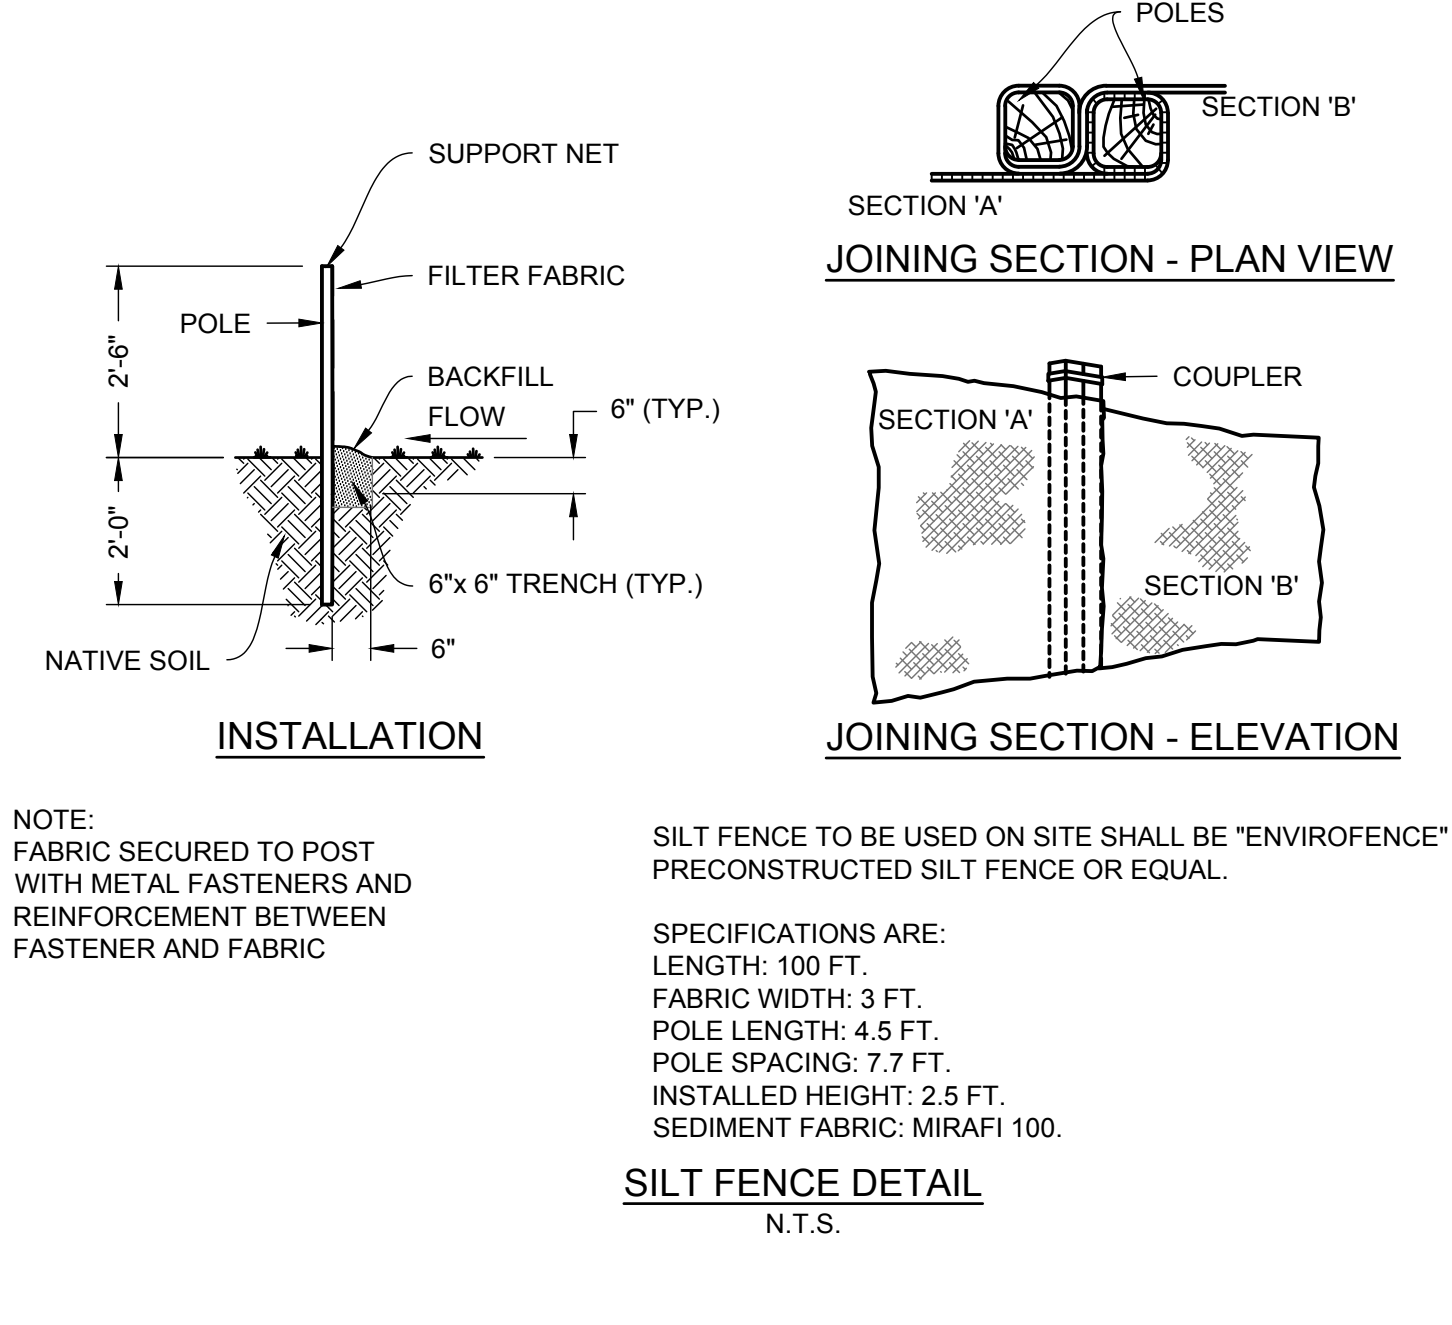 SUPPORT NET
FILTER FABRIC
POLE
2'-6"
BACKFILL
FLOW
6" (TYP.)
2'-0"
6"x 6" TRENCH (TYP.)
NATIVE SOIL
6"
INSTALLATION
POLES
SECTION 'B'
SECTION 'A'
JOINING SECTION - PLAN VIEW
COUPLER
SECTION 'A'
SECTION 'B'
JOINING SECTION - ELEVATION
NOTE:
FABRIC SECURED TO POST
WITH METAL FASTENERS AND
REINFORCEMENT BETWEEN
FASTENER AND FABRIC
SILT FENCE TO BE USED ON SITE SHALL BE "ENVIROFENCE"
PRECONSTRUCTED SILT FENCE OR EQUAL.
SPECIFICATIONS ARE:
LENGTH: 100 FT.
FABRIC WIDTH: 3 FT.
POLE LENGTH: 4.5 FT.
POLE SPACING: 7.7 FT.
INSTALLED HEIGHT: 2.5 FT.
SEDIMENT FABRIC: MIRAFI 100.
SILT FENCE DETAIL
N.T.S.